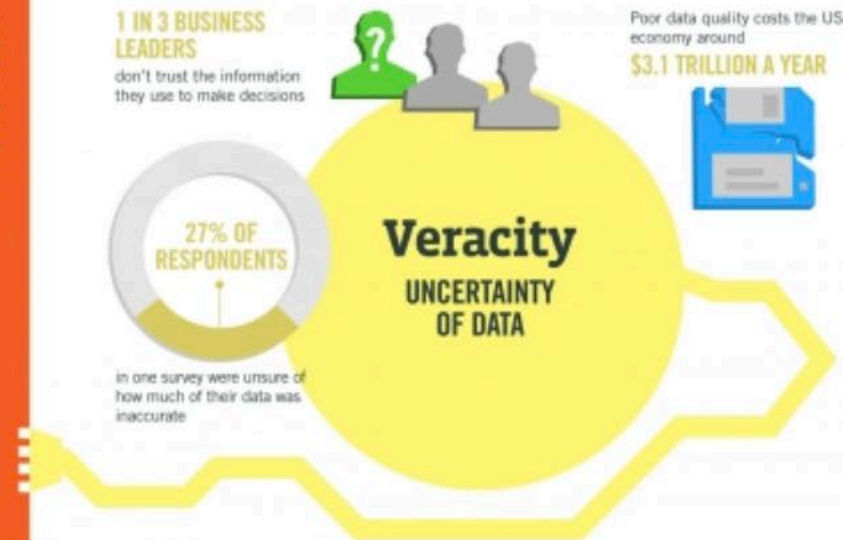 1 IN 3 BUSINESS
LEADERS
don't trust the information
they use to make decisions
?
Poor data quality costs the US
economy around
$3.1 TRILLION A YEAR
27% OF
RESPONDENTS
in one survey were unsure of
how much of their data was
inaccurate
Veracity
UNCERTAINTY
OF DATA